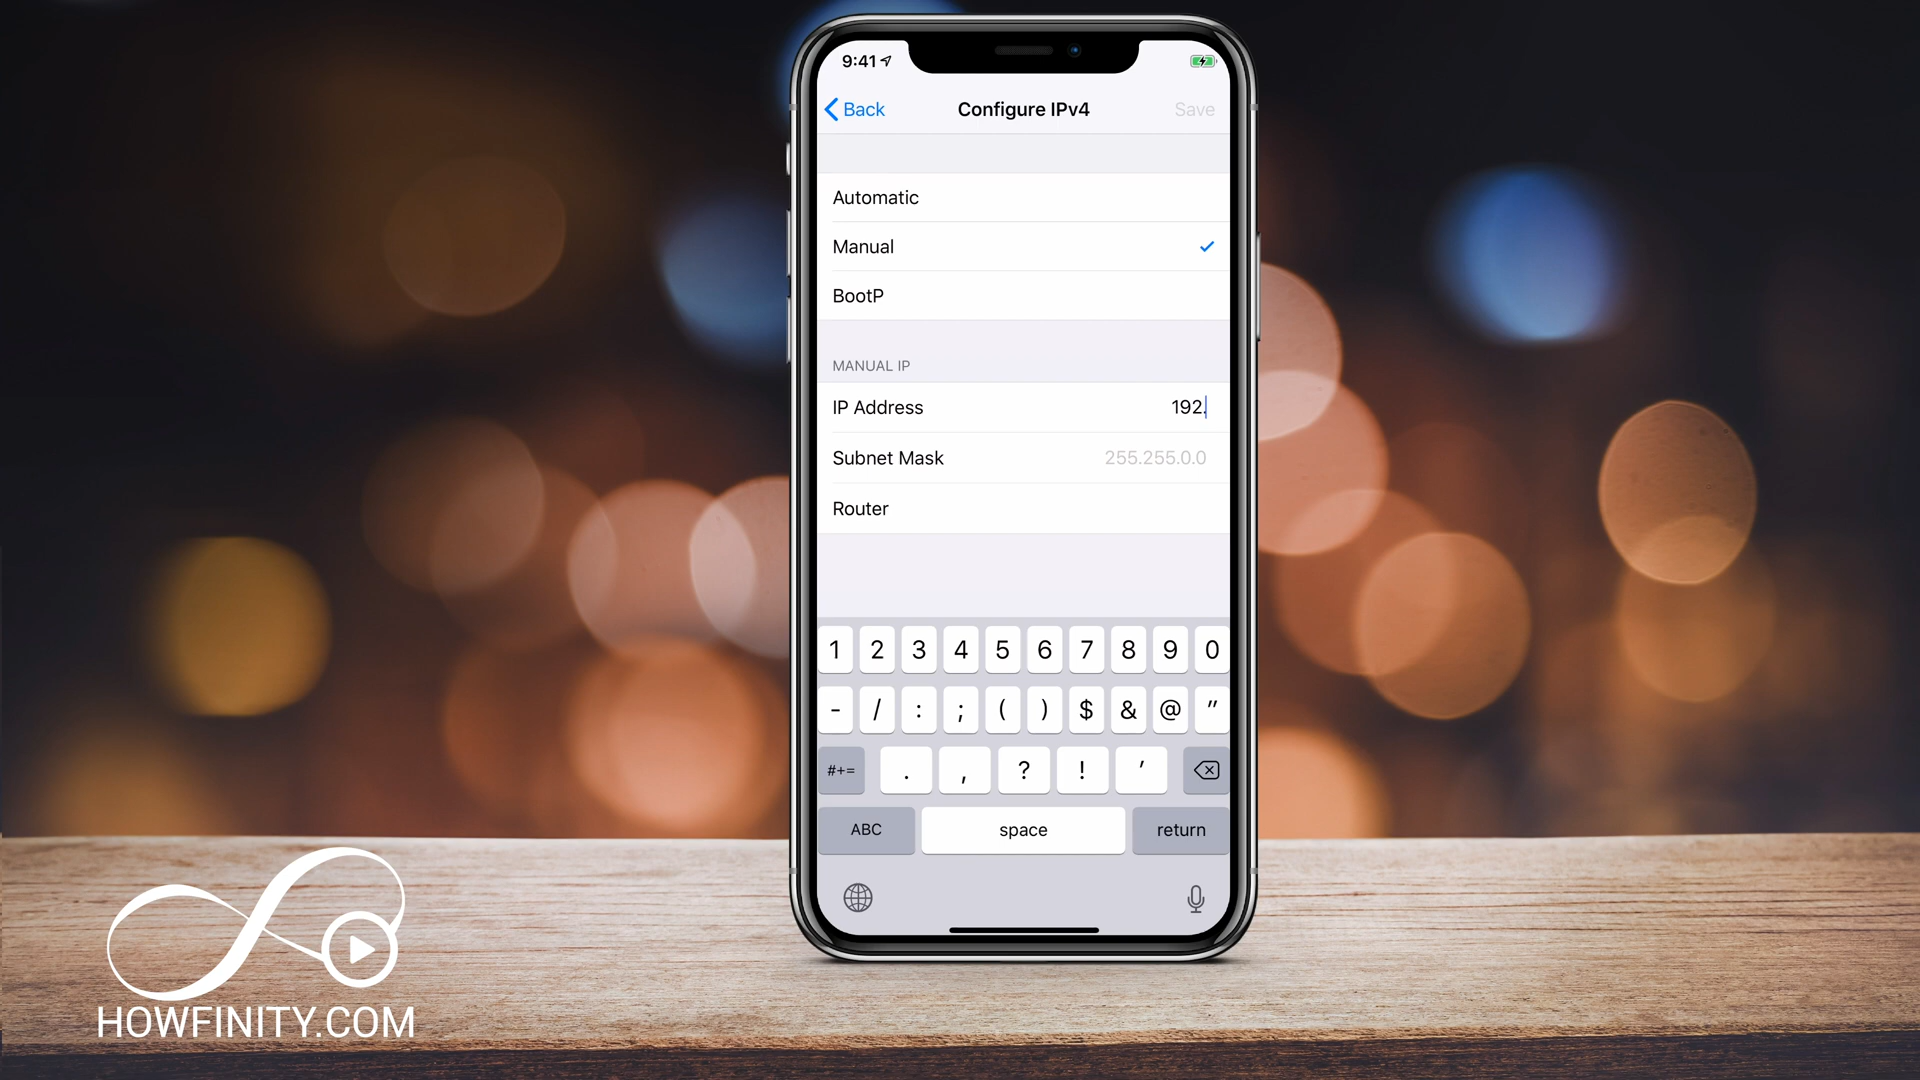 9:41
Back Configure IPv4 Save
Automatic
Manual
BootP
MANUAL IP
IP Address 192.
Subnet Mask 255.255.0.0
Router
1 2 3 4 5 6 7 8 9 0
- / : ; ( ) $ & @ "
#+= . , ? ! '
ABC space return
HOWFINITY.COM